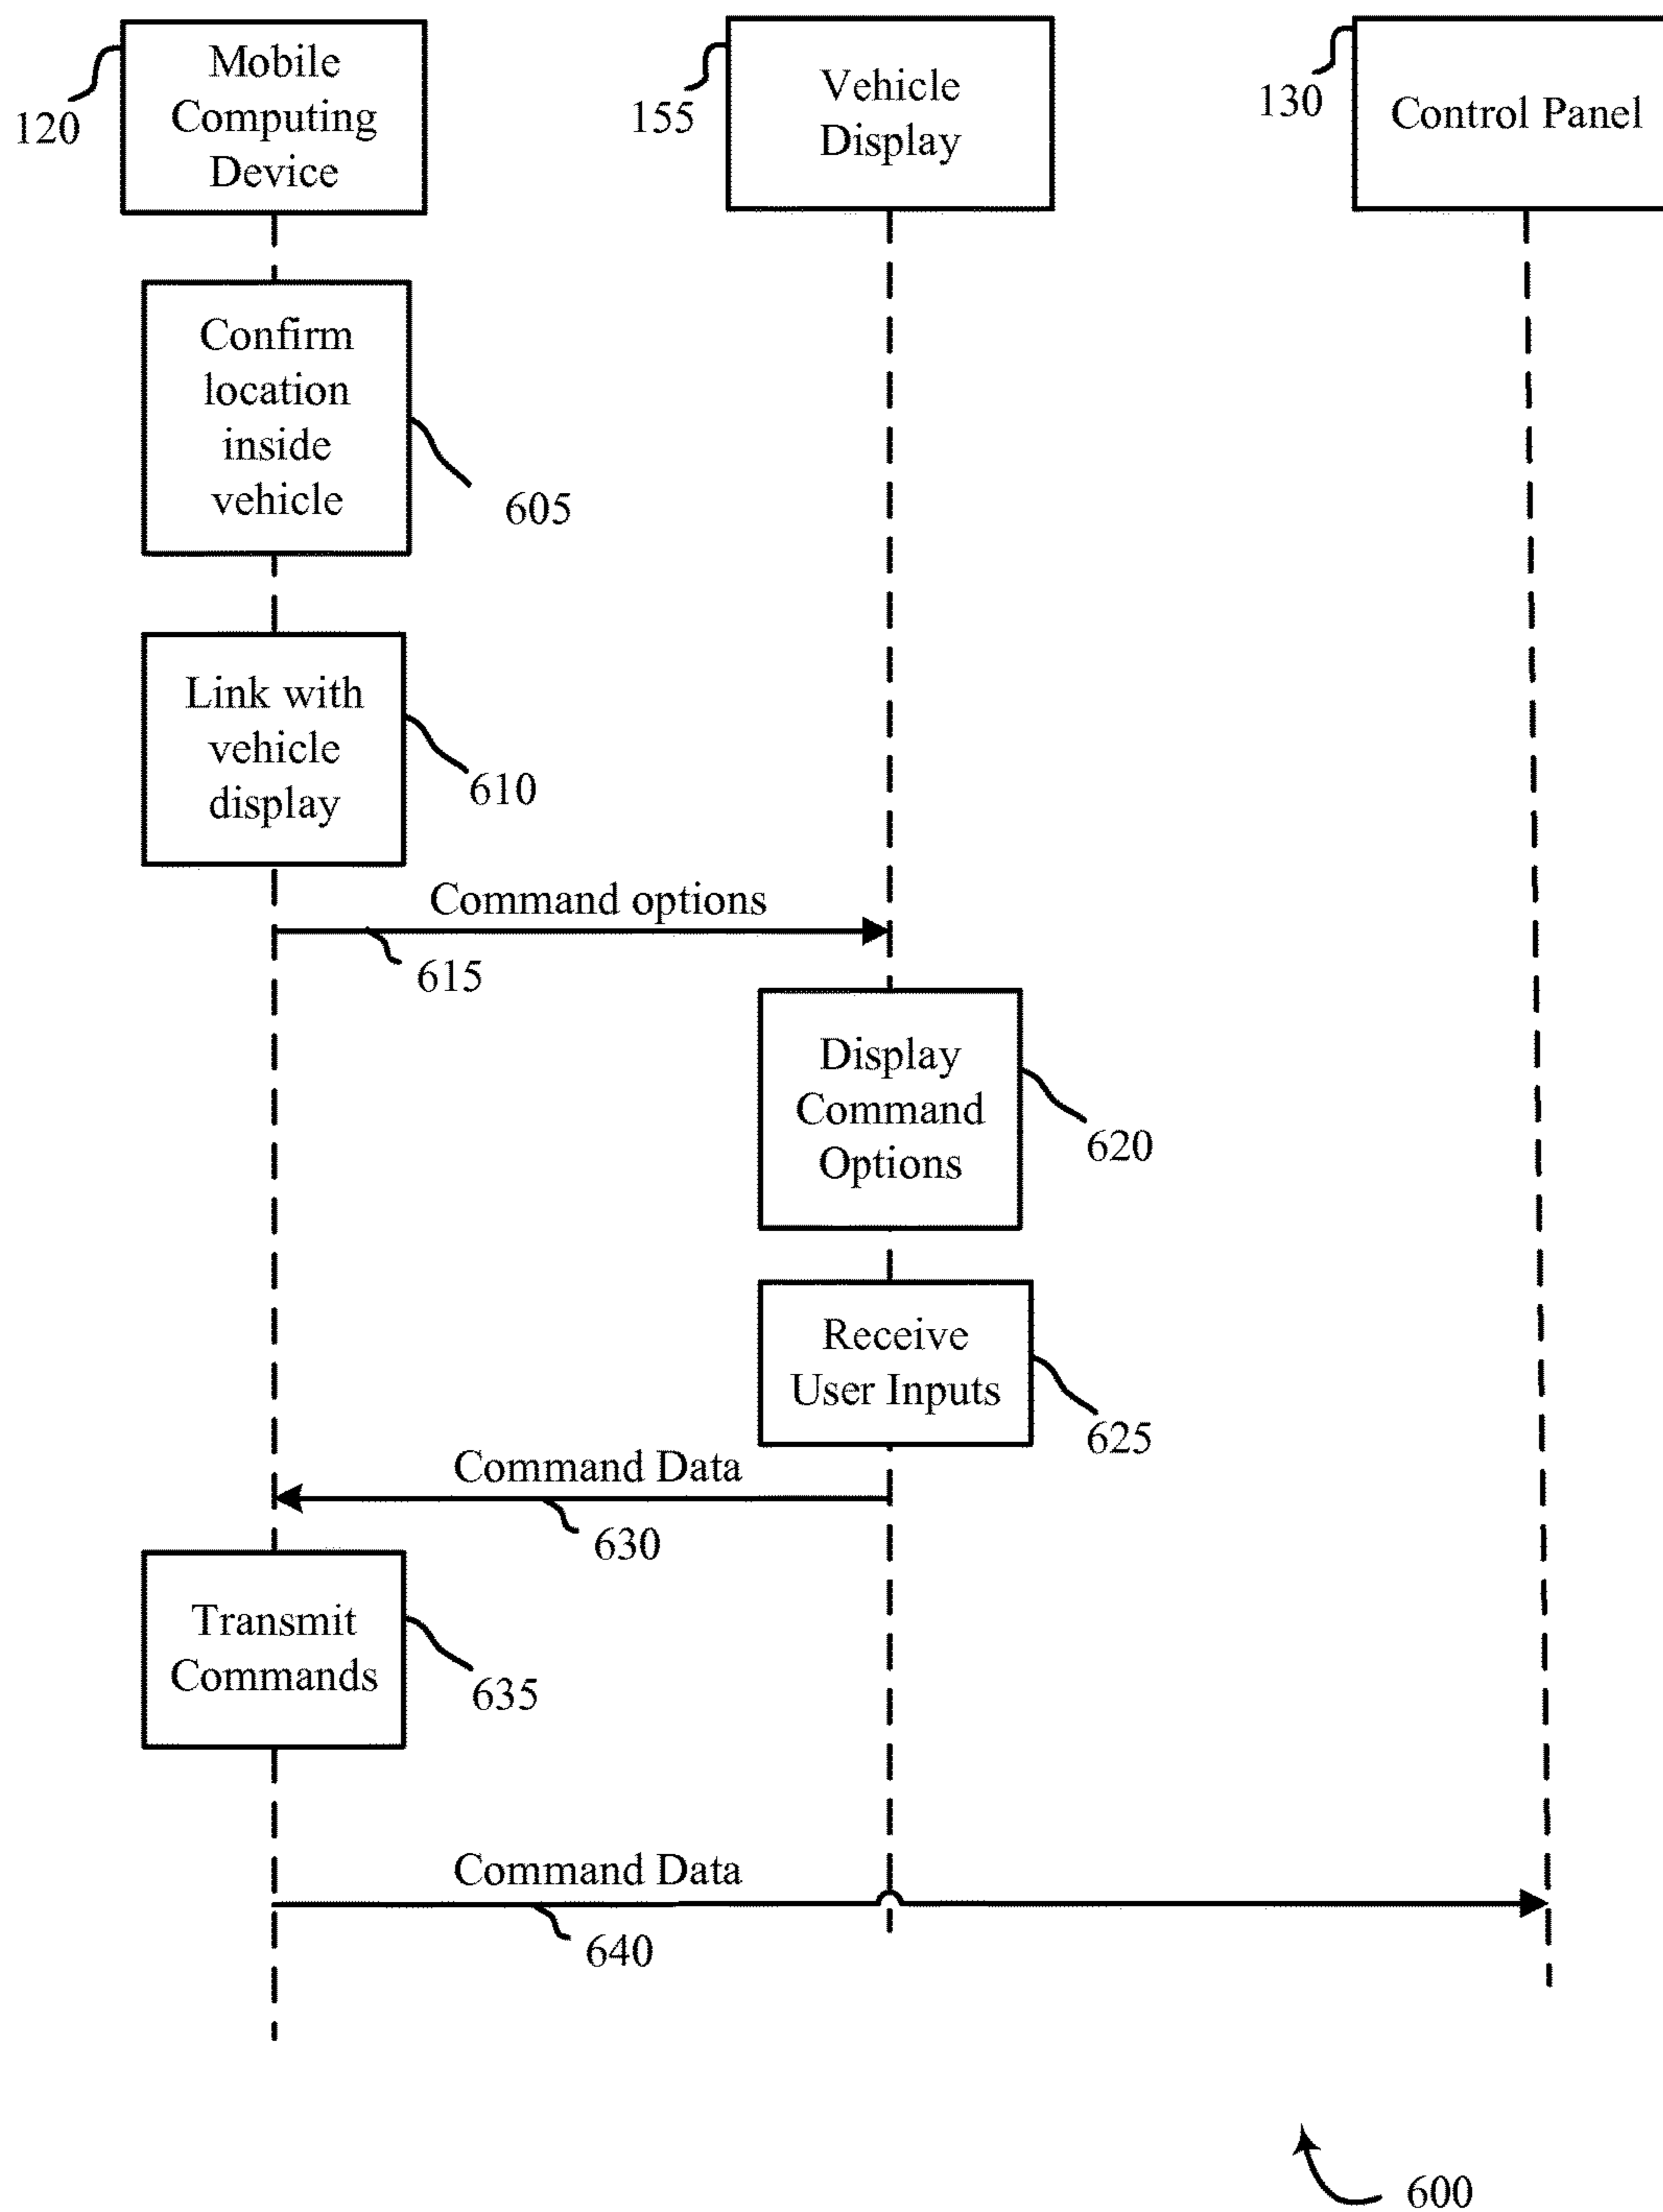 Mobile
Computing
Device
120
Vehicle
Display
155
Control Panel
130
Confirm
location
inside
vehicle
605
Link with
vehicle
display
610
Command options
615
Display
Command
Options
620
Receive
User Inputs
625
Command Data
630
Transmit
Commands
635
Command Data
640
600